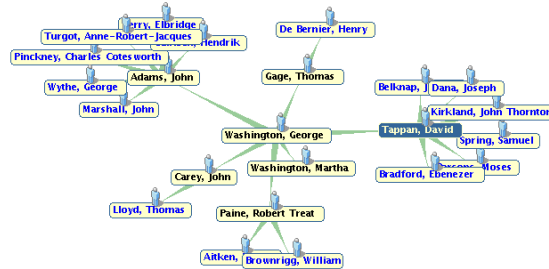 De Bernier, Henry
Gerry, Elbridge
Turgot, Anne-Robert-Jacques
Hendrik
Pinckney, Charles Cotesworth
Adams, John
Gage, Thomas
Wythe, George
Belknap,
Dana, Joseph
Marshall, John
Kirkland, John Thornton
Washington, George
Tappan, David
Spring, Samuel
Washington, Martha
Parsons, Moses
Carey, John
Bradford, Ebenezer
Lloyd, Thomas
Paine, Robert Treat
Aitken,
Brownrigg, William